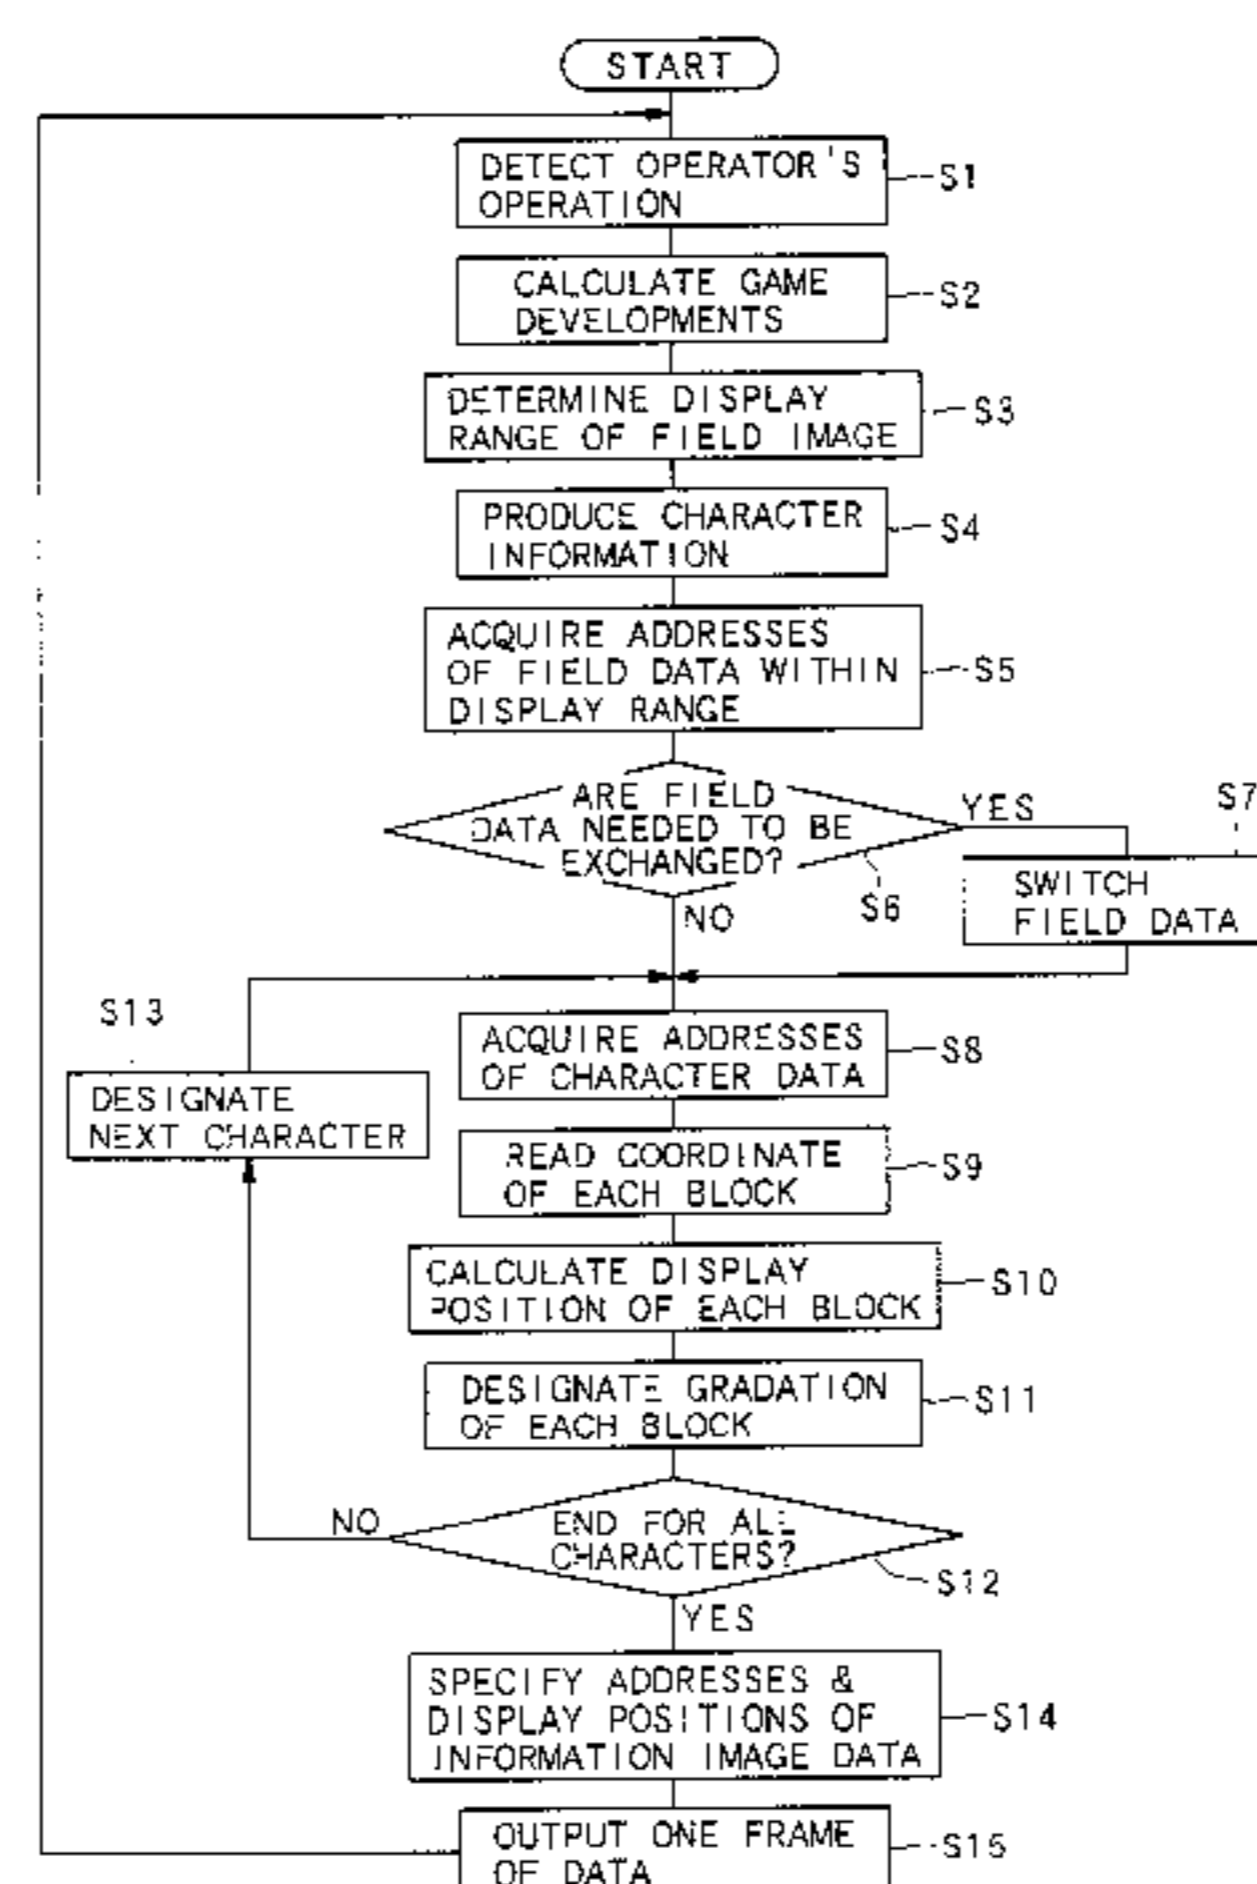 START
DETECT OPERATOR'S
OPERATION
S1
CALCULATE GAME
DEVELOPMENTS
S2
DETERMINE DISPLAY
RANGE OF FIELD IMAGE
S3
PRODUCE CHARACTER
INFORMATION
S4
ACQUIRE ADDRESSES
OF FIELD DATA WITHIN
DISPLAY RANGE
S5
ARE FIELD
DATA NEEDED TO BE
EXCHANGED?
S6
YES
S7
SWITCH
FIELD DATA
NO
S13
DESIGNATE
NEXT CHARACTER
ACQUIRE ADDRESSES
OF CHARACTER DATA
S8
READ COORDINATE
OF EACH BLOCK
S9
CALCULATE DISPLAY
POSITION OF EACH BLOCK
S10
DESIGNATE GRADATION
OF EACH BLOCK
S11
NO
END FOR ALL
CHARACTERS?
S12
YES
SPECIFY ADDRESSES &
DISPLAY POSITIONS OF
INFORMATION IMAGE DATA
S14
OUTPUT ONE FRAME
OF DATA
S15